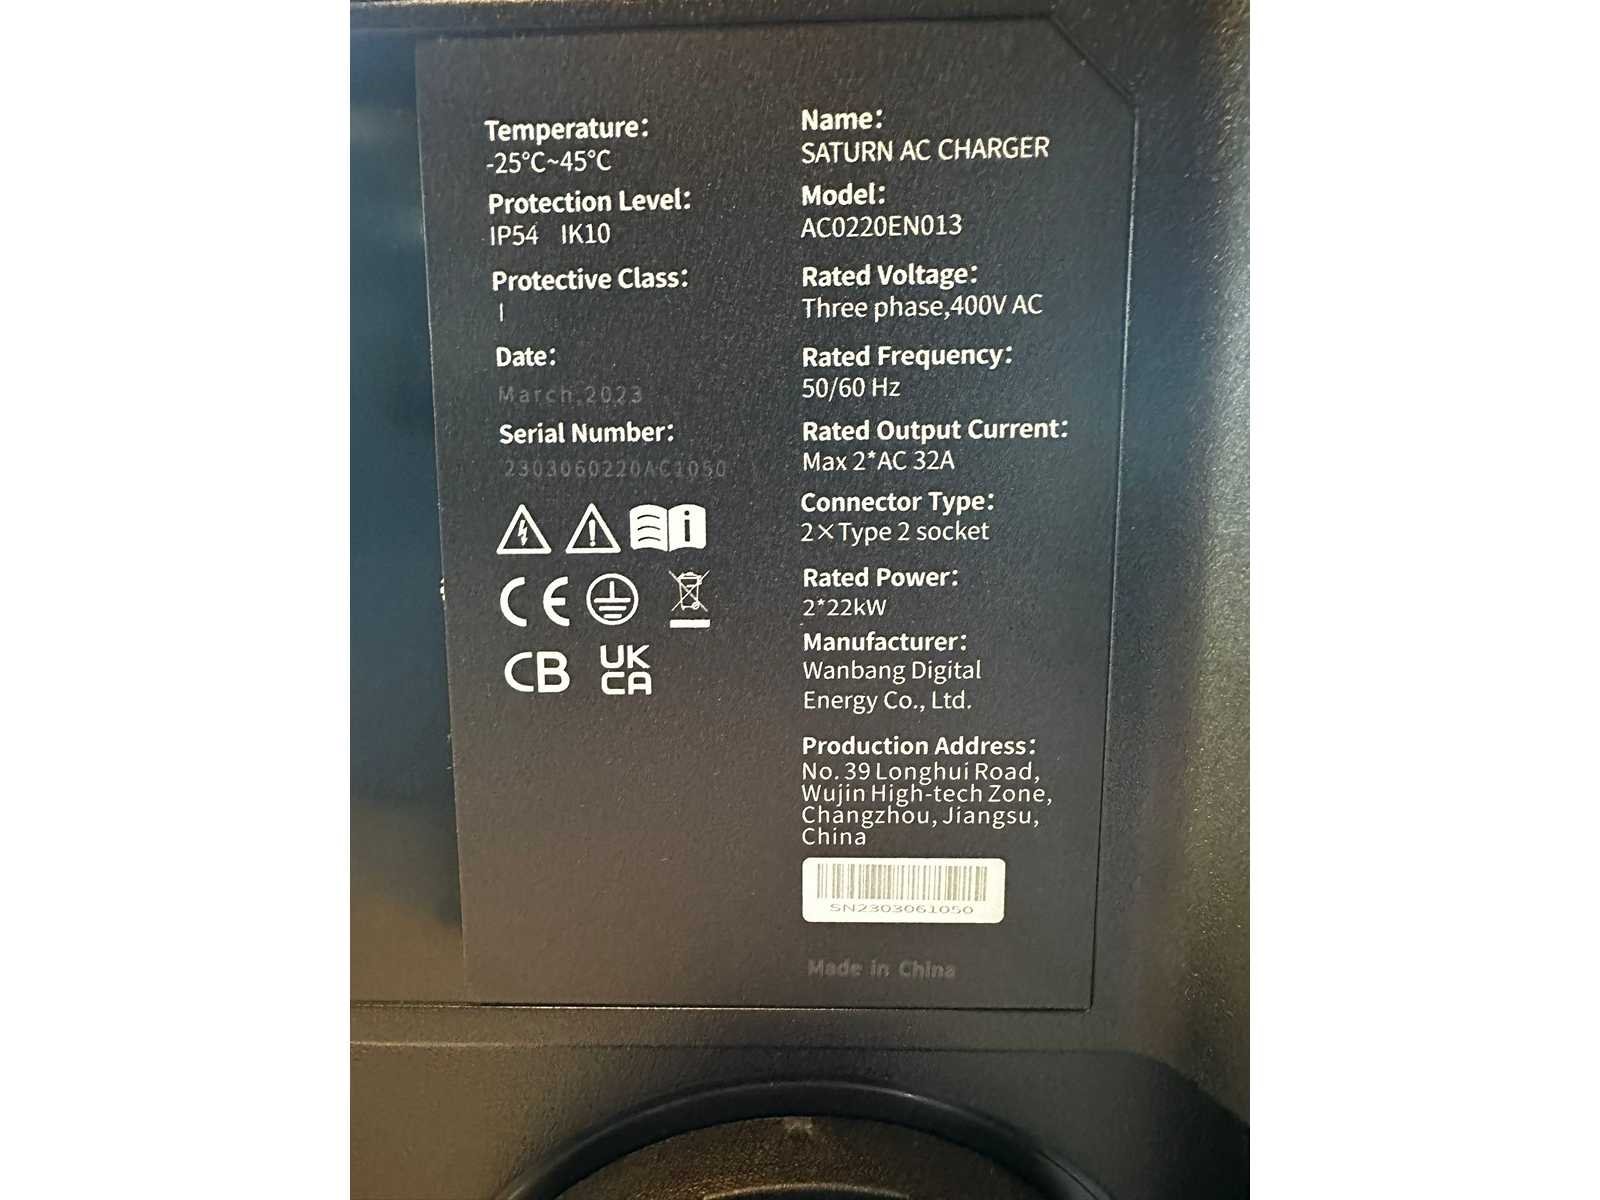 Temperature:
-25°C~45°C
Protection Level:
IP54 IK10
Protective Class:
I
Date:
March,2023
Serial Number:
2303060220AC1050
i
CE
CB
UK
CA
Name:
SATURN AC CHARGER
Model:
AC0220EN013
Rated Voltage:
Three phase,400V AC
Rated Frequency:
50/60 Hz
Rated Output Current:
Max 2*AC 32A
Connector Type:
2×Type 2 socket
Rated Power:
2*22kW
Manufacturer:
Wanbang Digital
Energy Co., Ltd.
Production Address:
No. 39 Longhui Road,
Wujin High-tech Zone,
Changzhou, Jiangsu,
China
SN2303061050
Made in China